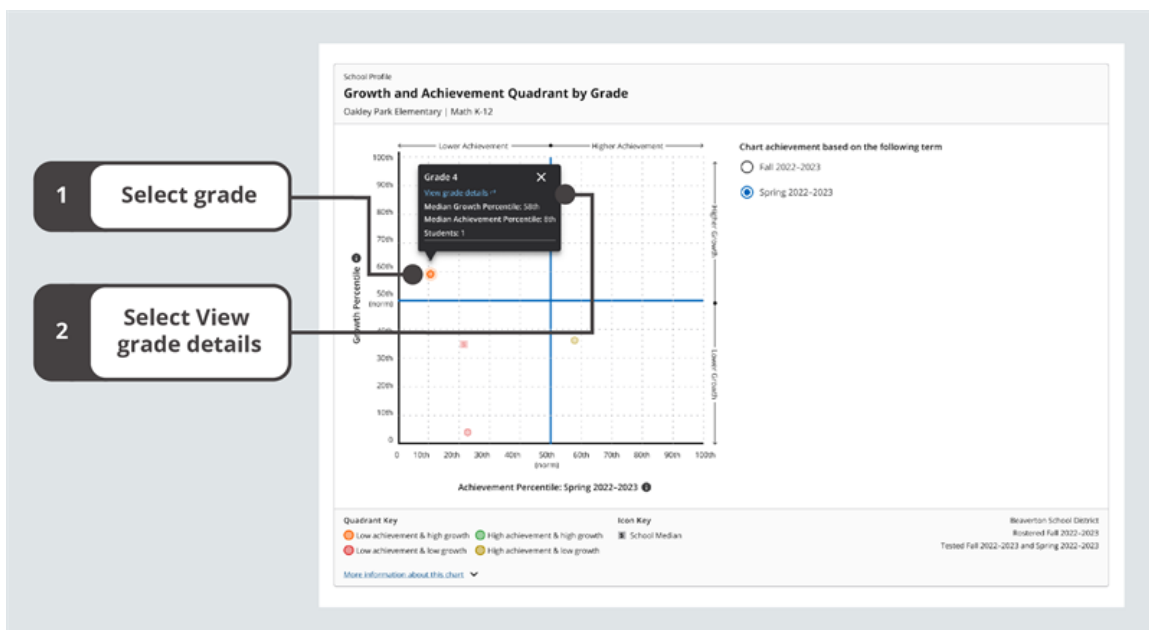 School Profile
Growth and Achievement Quadrant by Grade
Oakley Park Elementary | Math K-12
1
Select grade
2
Select View
grade details
Lower Achievement
Higher Achievement
Higher Growth
Lower Growth
Growth Percentile
100th
90th
80th
70th
60th
50th
(norm)
40th
30th
20th
10th
0
Grade 4
View grade details
Median Growth Percentile: 58th
Median Achievement Percentile: 8th
Students: 1
0 10th 20th 30th 40th 50th 60th 70th 80th 90th 100th
(norm)
Achievement Percentile: Spring 2022-2023
Chart achievement based on the following term
Fall 2022-2023
Spring 2022-2023
Quadrant Key
Low achievement & high growth High achievement & high growth
Low achievement & low growth High achievement & low growth
Icon Key
S School Median
Beaverton School District
Rostered Fall 2022-2023
Tested Fall 2022-2023 and Spring 2022-2023
More information about this chart